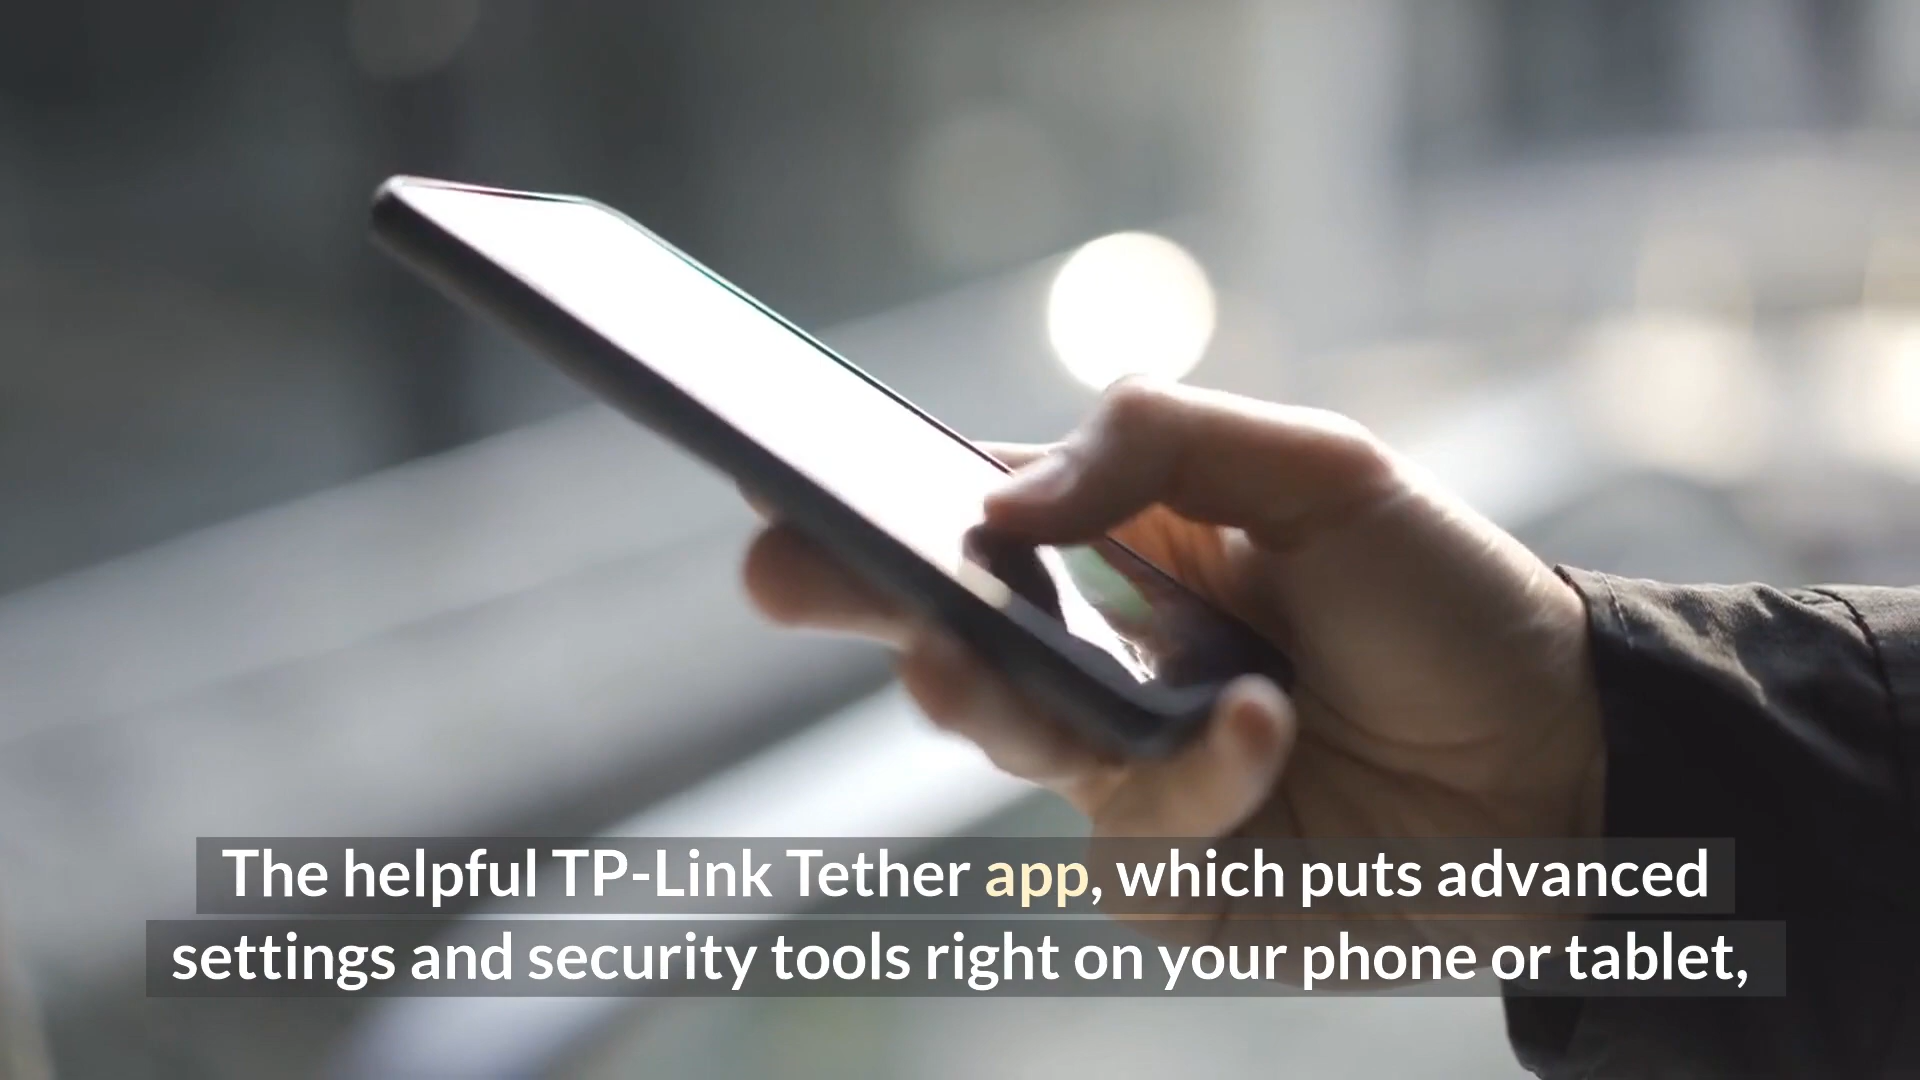 The helpful TP-Link Tether app, which puts advanced
settings and security tools right on your phone or tablet,